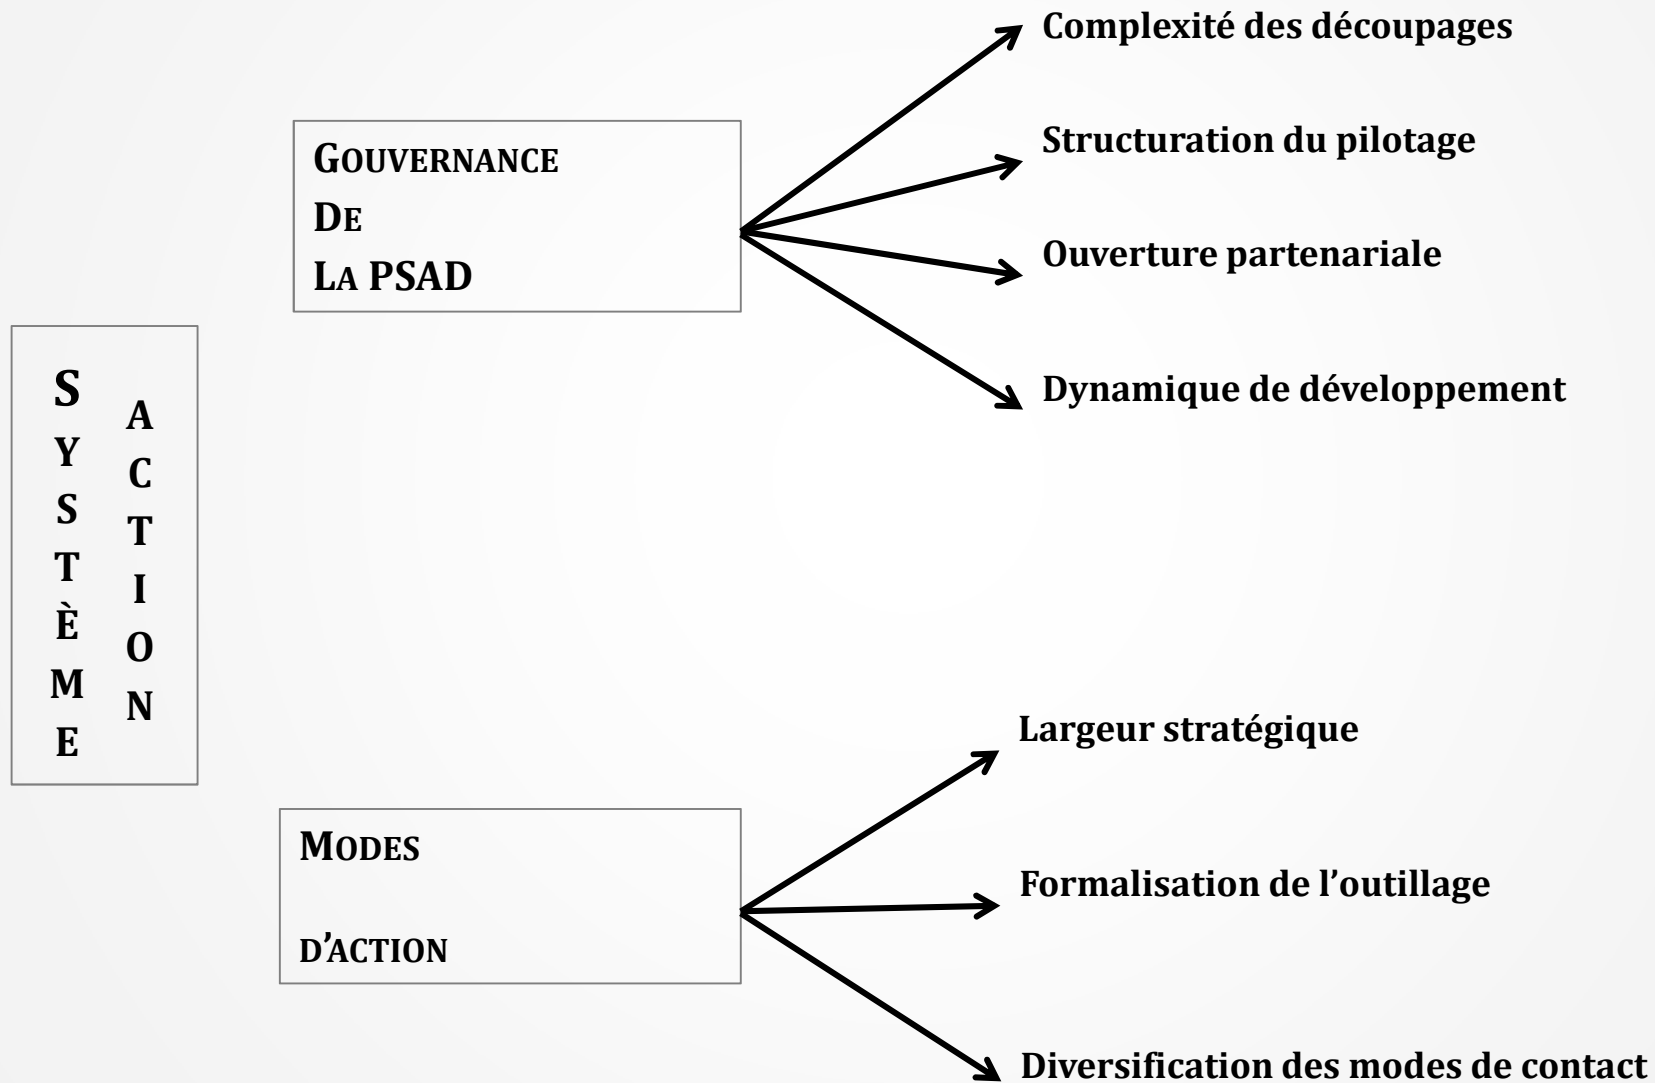 SYSTÈME
ACTION
GOUVERNANCE
DE
LA PSAD
Complexité des découpages
Structuration du pilotage
Ouverture partenariale
Dynamique de développement
MODES
D’ACTION
Largeur stratégique
Formalisation de l’outillage
Diversification des modes de contact